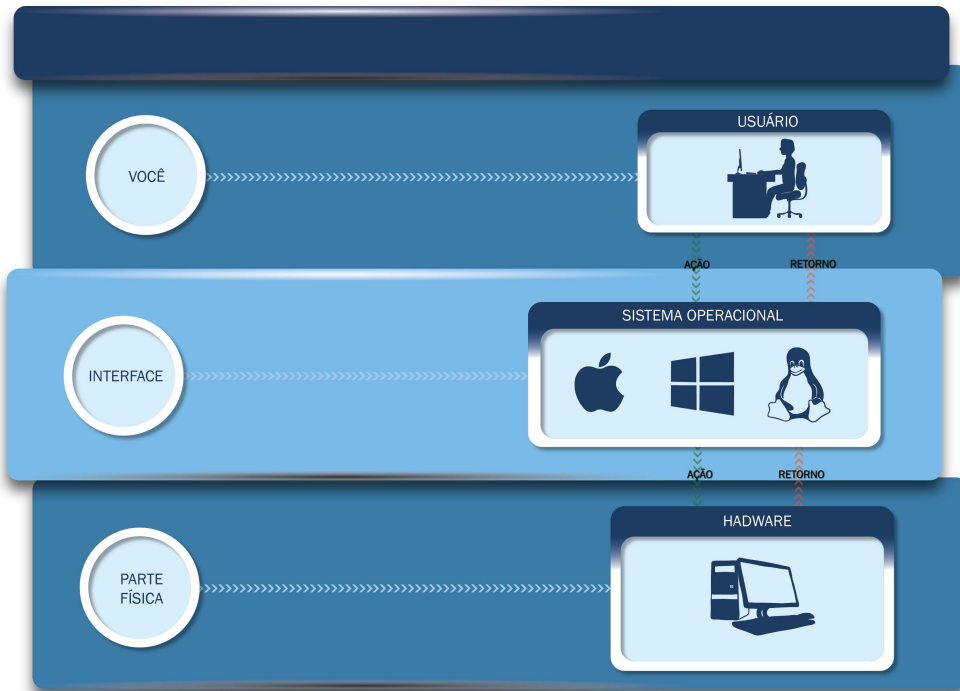 USUÁRIO
VOCÊ
AÇÃO
RETORNO
SISTEMA OPERACIONAL
INTERFACE
AÇÃO
RETORNO
HADWARE
PARTE
FÍSICA